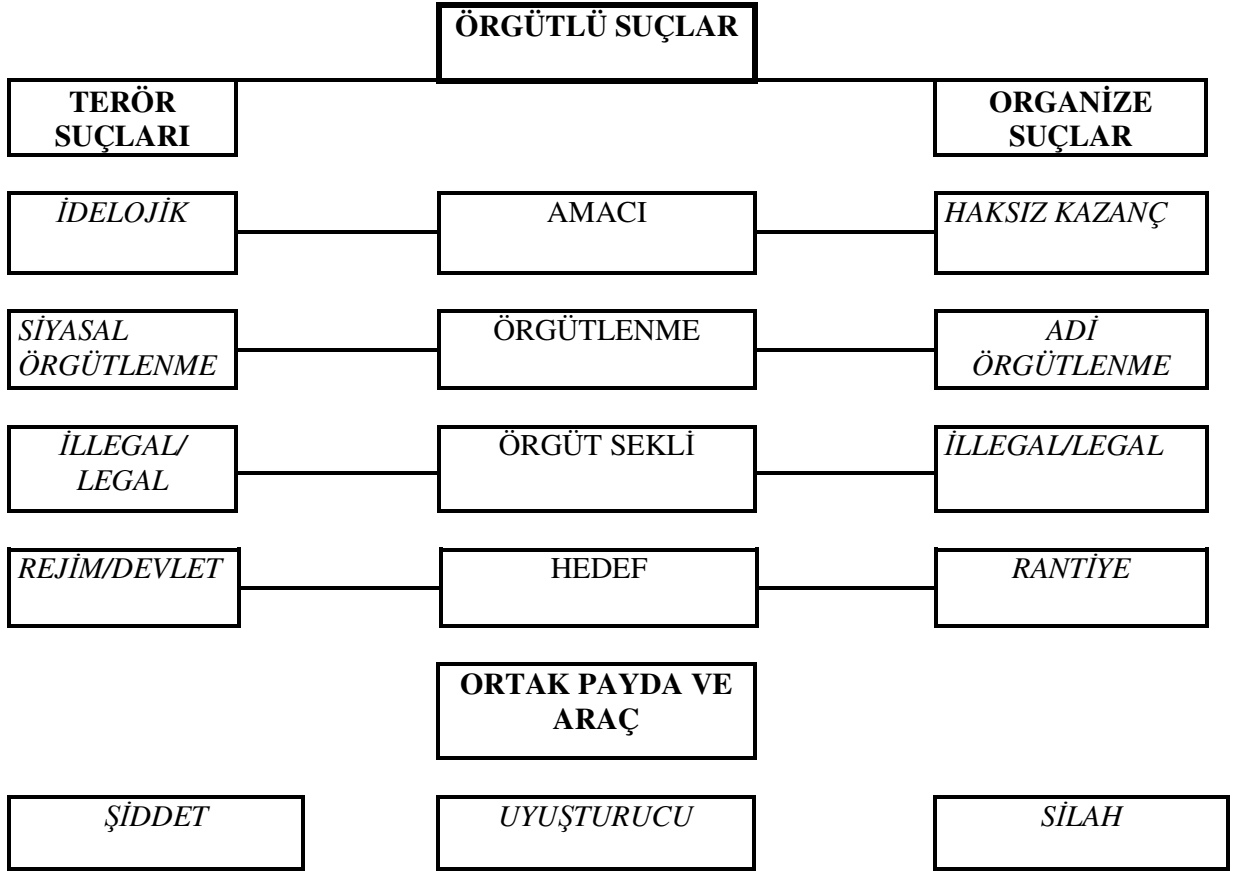 ÖRGÜTLÜ SUÇLAR
TERÖR
SUÇLARI
ORGANİZE
SUÇLAR
İDELOJİK
AMACI
HAKSIZ KAZANÇ
SİYASAL
ÖRGÜTLENME
ÖRGÜTLENME
ADİ
ÖRGÜTLENME
İLLEGAL/
LEGAL
ÖRGÜT SEKLİ
İLLEGAL/LEGAL
REJİM/DEVLET
HEDEF
RANTİYE
ORTAK PAYDA VE
ARAÇ
ŞİDDET
UYUŞTURUCU
SİLAH